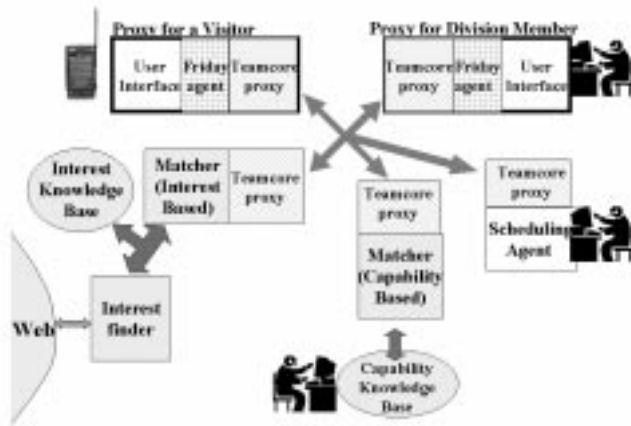 Proxy for a Visitor
Proxy for Division Member
User
Interface
Friday
agent
Teamcore
proxy
Teamcore
proxy
Friday
agent
User
Interface
Interest
Knowledge
Base
Matcher
(Interest
Based)
Teamcore
proxy
Teamcore
proxy
Matcher
(Capability
Based)
Teamcore
proxy
Scheduling
Agent
Web
Interest
finder
Capability
Knowledge
Base